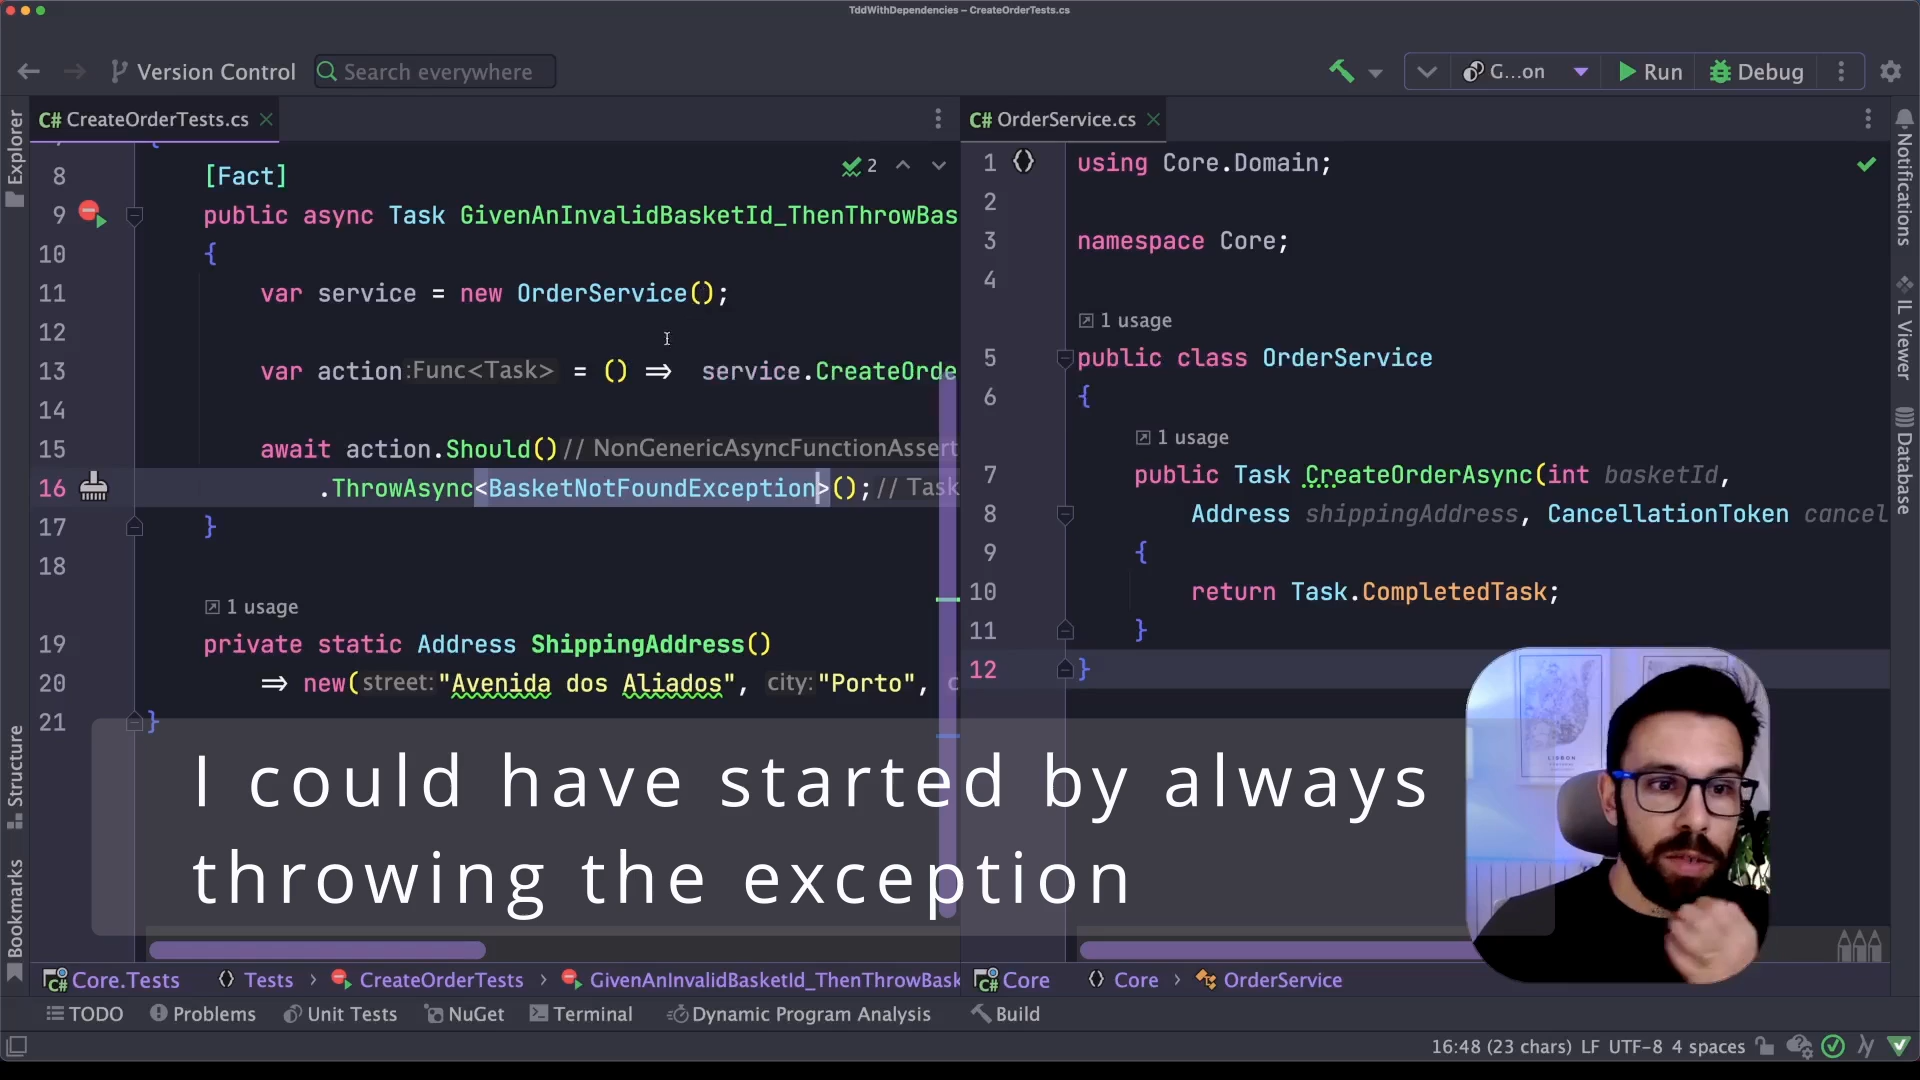 TddWithDependencies – CreateOrderTests.cs
Version Control
Search everywhere
G...on
Run
Debug
Explorer
C# CreateOrderTests.cs
8 [Fact]
2
9 public async Task GivenAnInvalidBasketId_ThenThrowBas
10 {
11 var service = new OrderService();
12
13 var action:Func<Task> = () => service.CreateOrde
14
15 await action.Should()// NonGenericAsyncFunctionAssert
16 .ThrowAsync<BasketNotFoundException>();// Task
17 }
18
1 usage
19 private static Address ShippingAddress()
20 => new(street:"Avenida dos Aliados", city:"Porto", c
21 }
C# OrderService.cs
1 using Core.Domain;
2
3 namespace Core;
4
1 usage
5 public class OrderService
6 {
1 usage
7 public Task CreateOrderAsync(int basketId,
8 Address shippingAddress, CancellationToken cancel
9 {
10 return Task.CompletedTask;
11 }
12 }
Notifications
IL Viewer
Database
Structure
Bookmarks
I could have started by always
throwing the exception
LISBON
C# Core.Tests
Tests
CreateOrderTests
GivenAnInvalidBasketId_ThenThrowBask
C# Core
Core
OrderService
TODO
Problems
Unit Tests
NuGet
Terminal
Dynamic Program Analysis
Build
16:48 (23 chars) LF UTF-8 4 spaces